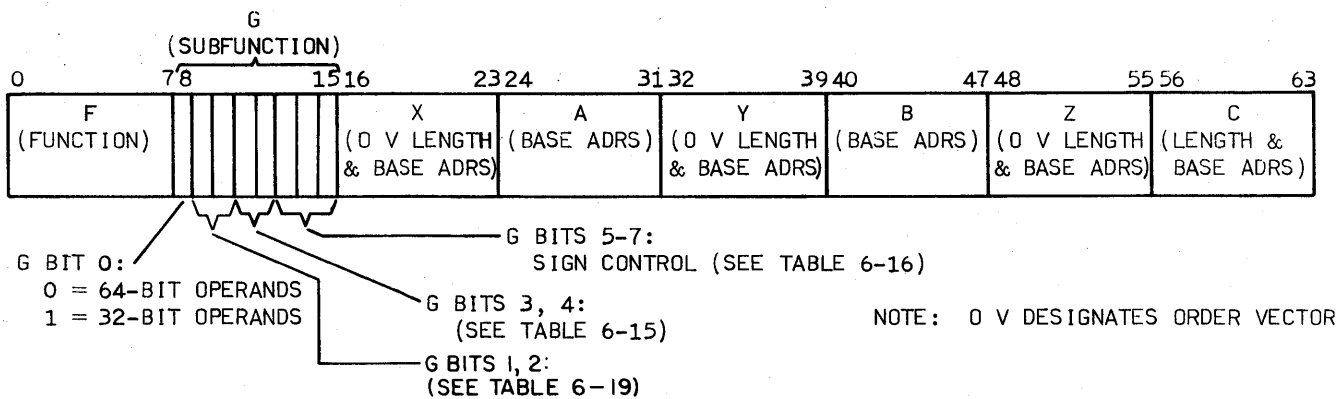 G
(SUBFUNCTION)
0 7 8 15 16 23 24 31 32 39 40 47 48 55 56 63
F X A Y B Z C
(FUNCTION) (O V LENGTH (BASE ADRS) (O V LENGTH (BASE ADRS) (O V LENGTH (LENGTH &
& BASE ADRS) & BASE ADRS) & BASE ADRS) BASE ADRS)
G BITS 5-7:
SIGN CONTROL (SEE TABLE 6-16)
G BIT 0:
0 = 64-BIT OPERANDS
1 = 32-BIT OPERANDS
G BITS 3, 4:
(SEE TABLE 6-15)
NOTE: O V DESIGNATES ORDER VECTOR
G BITS 1, 2:
(SEE TABLE 6-19)